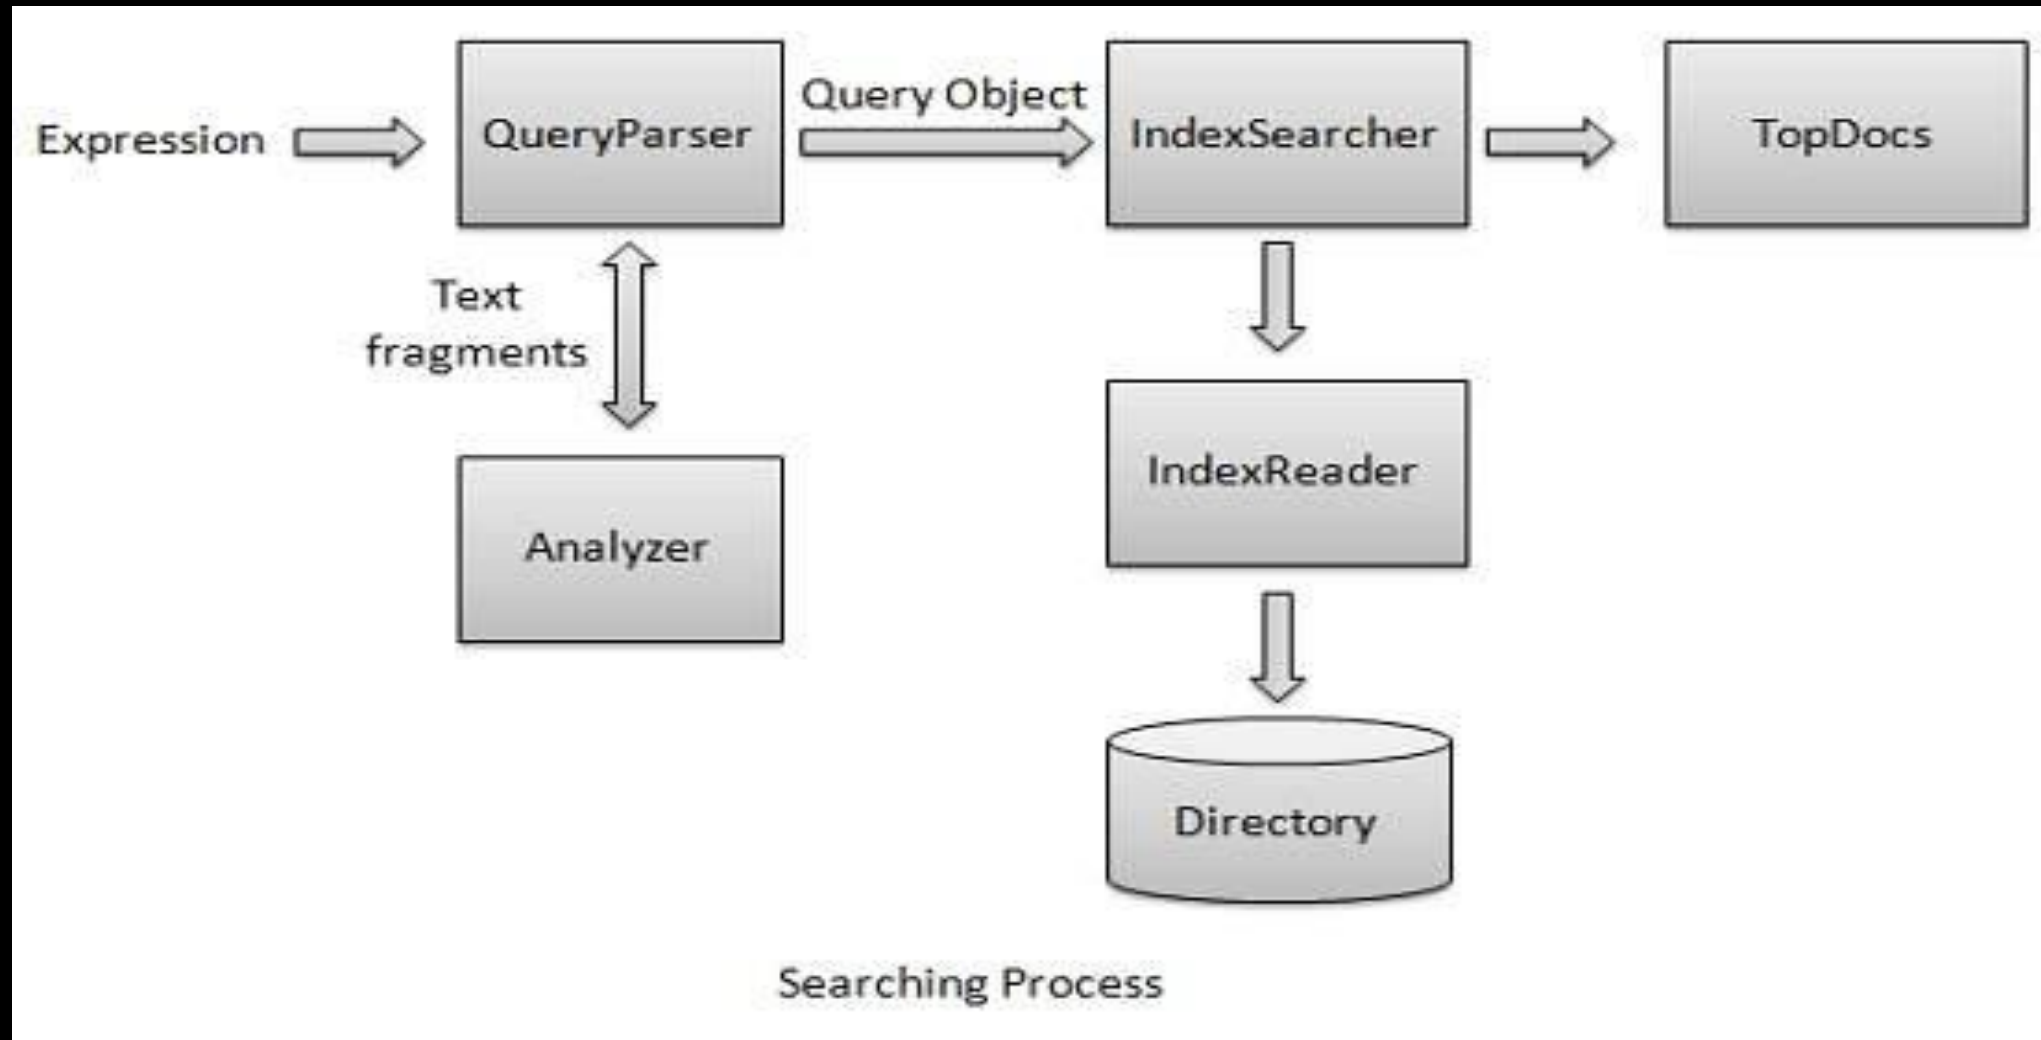 Expression
QueryParser
Query Object
IndexSearcher
TopDocs
Text
fragments
Analyzer
IndexReader
Directory
Searching Process